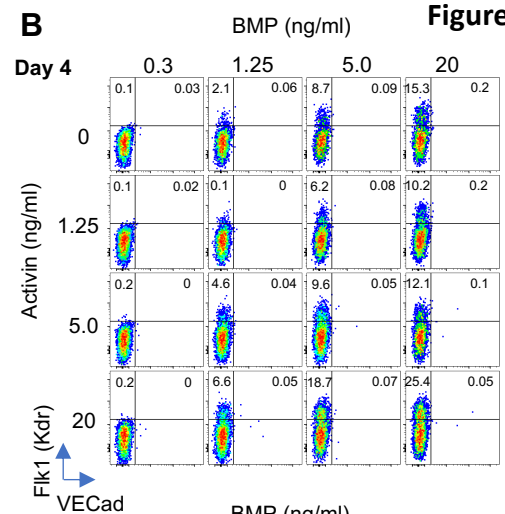 B
BMP (ng/ml)
Figure
Day 4
0.3 1.25 5.0 20
0.1 0.03 2.1 0.06 8.7 0.09 15.3 0.2
0
0.1 0.02 0.1 0 6.2 0.08 10.2 0.2
1.25
Activin (ng/ml)
0.2 0 4.6 0.04 9.6 0.05 12.1 0.1
5.0
0.2 0 6.6 0.05 18.7 0.07 25.4 0.05
20
Flk1 (Kdr)
VECad
BMP (ng/ml)